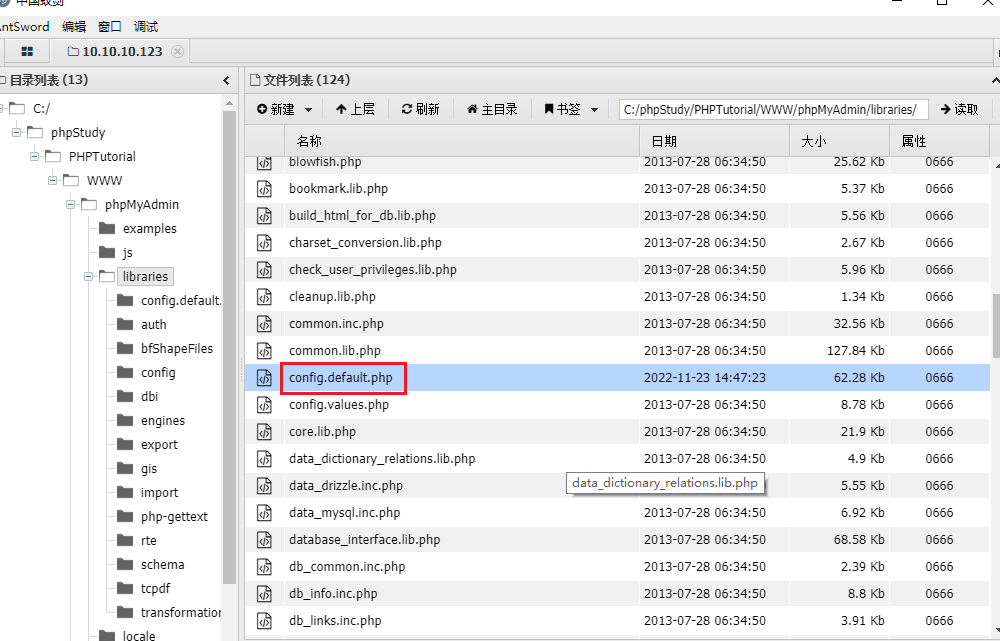 中国蚁剑
AntSword 编辑 窗口 调试
10.10.10.123
目录列表 (13)
C:/
phpStudy
PHPTutorial
WWW
phpMyAdmin
examples
js
libraries
config.default.
auth
bfShapeFiles
config
dbi
engines
export
gis
import
php-gettext
rte
schema
tcpdf
transformation
locale
文件列表 (124)
新建 上层 刷新 主目录 书签 C:/phpStudy/PHPTutorial/WWW/phpMyAdmin/libraries/ 读取
名称 日期 大小 属性
blowfish.php 2013-07-28 06:34:50 25.62 Kb 0666
bookmark.lib.php 2013-07-28 06:34:50 5.37 Kb 0666
build_html_for_db.lib.php 2013-07-28 06:34:50 5.56 Kb 0666
charset_conversion.lib.php 2013-07-28 06:34:50 2.67 Kb 0666
check_user_privileges.lib.php 2013-07-28 06:34:50 5.96 Kb 0666
cleanup.lib.php 2013-07-28 06:34:50 1.34 Kb 0666
common.inc.php 2013-07-28 06:34:50 32.56 Kb 0666
common.lib.php 2013-07-28 06:34:50 127.84 Kb 0666
config.default.php 2022-11-23 14:47:23 62.28 Kb 0666
config.values.php 2013-07-28 06:34:50 8.78 Kb 0666
core.lib.php 2013-07-28 06:34:50 21.9 Kb 0666
data_dictionary_relations.lib.php 2013-07-28 06:34:50 4.9 Kb 0666
data_dictionary_relations.lib.php
data_drizzle.inc.php 2013-07-28 06:34:50 5.55 Kb 0666
data_mysql.inc.php 2013-07-28 06:34:50 6.92 Kb 0666
database_interface.lib.php 2013-07-28 06:34:50 68.58 Kb 0666
db_common.inc.php 2013-07-28 06:34:50 2.39 Kb 0666
db_info.inc.php 2013-07-28 06:34:50 8.8 Kb 0666
db_links.inc.php 2013-07-28 06:34:50 3.91 Kb 0666